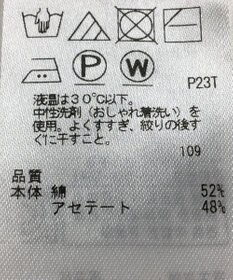 P
W
P23T
液温は30℃以下。
中性洗剤(おしゃれ着洗い)を
使用。よくすすぎ、絞りの後す
ぐに干すこと。
109
品質
本体 綿 52%
アセテート 48%